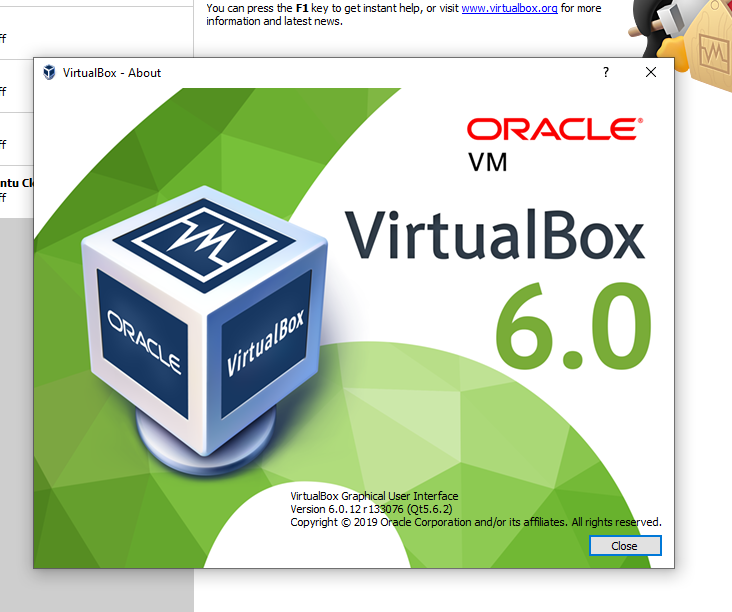 You can press the F1 key to get instant help, or visit www.virtualbox.org for more
information and latest news.
ff
ff
ff
ntu Cl
ff
VirtualBox - About
?
ORACLE®
VM
VirtualBox
6.0
ORACLE
VirtualBox
VirtualBox Graphical User Interface
Version 6.0.12 r133076 (Qt5.6.2)
Copyright © 2019 Oracle Corporation and/or its affiliates. All rights reserved.
Close